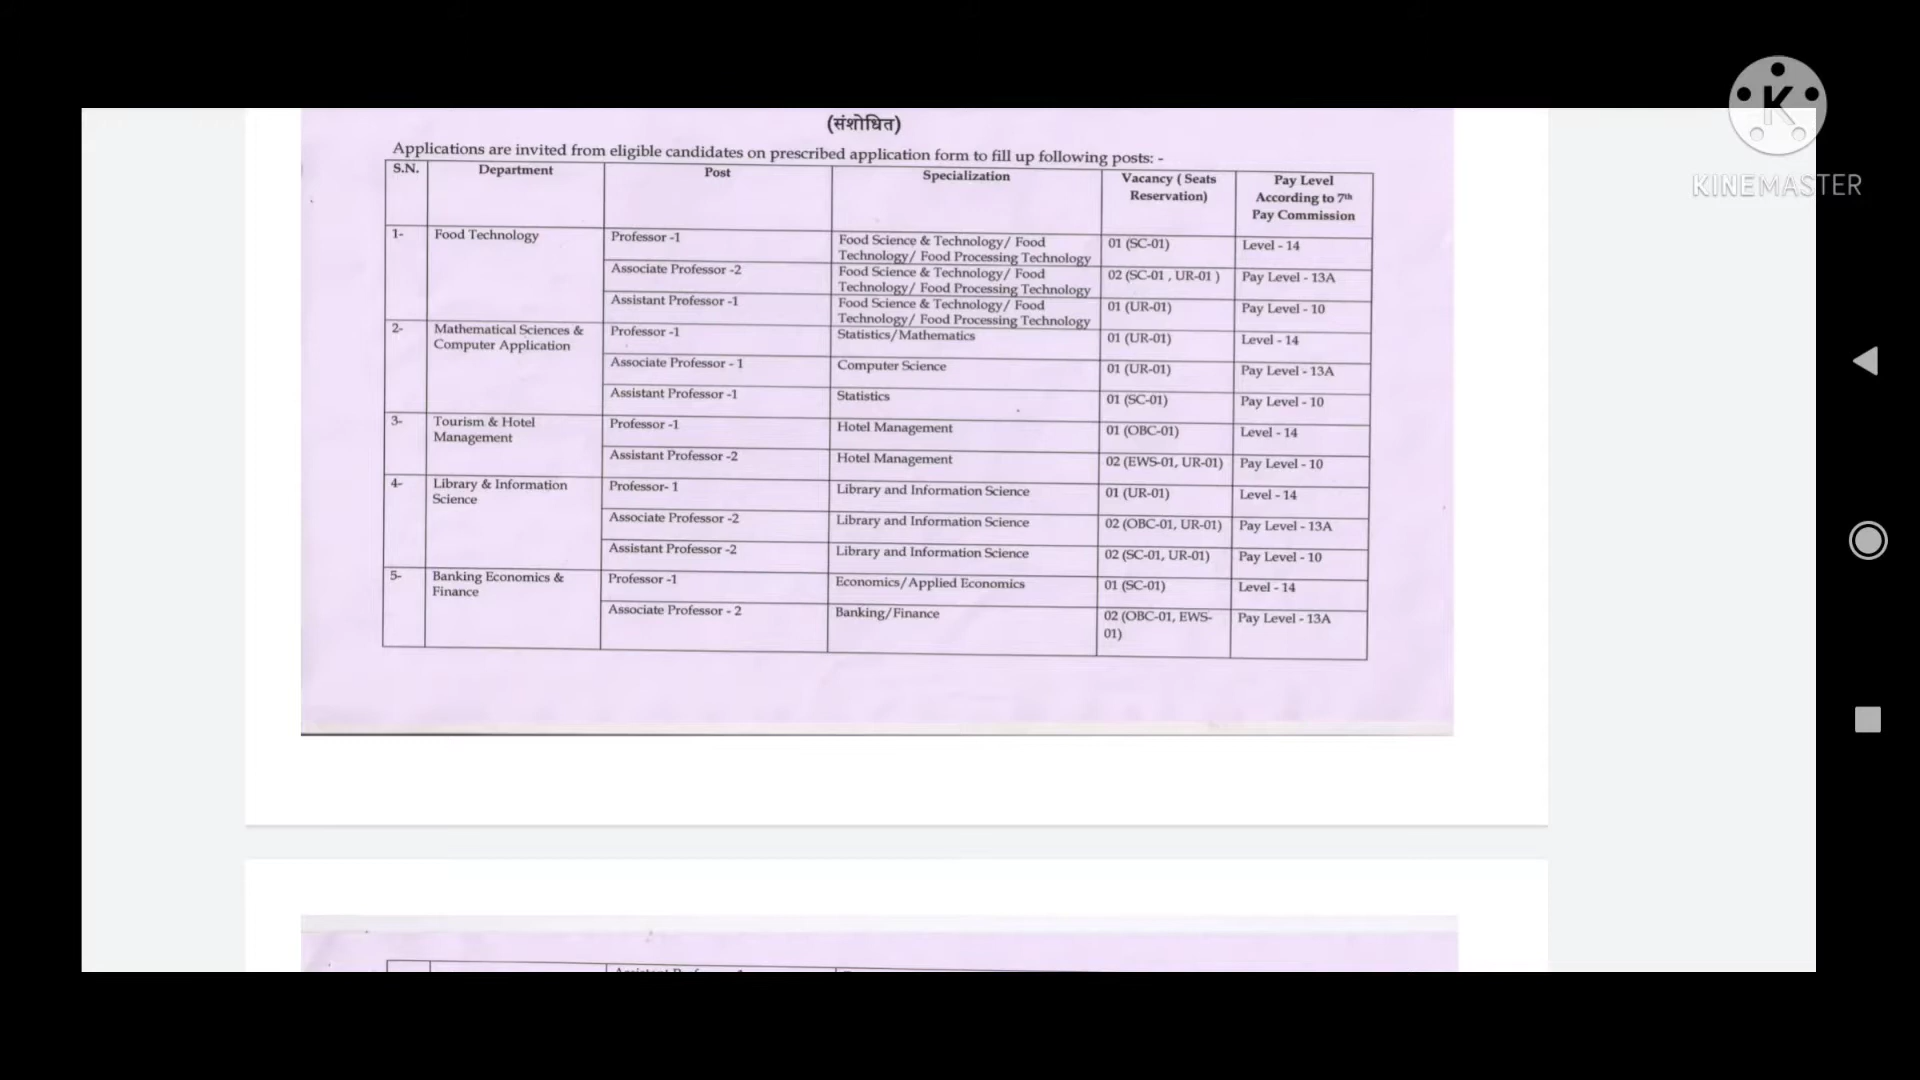 KINEMASTER
(संशोधित)
Applications are invited from eligible candidates on prescribed application form to fill up following posts: -
S.N. Department Post Specialization Vacancy ( Seats Reservation) Pay Level According to 7th Pay Commission
1- Food Technology Professor -1 Food Science & Technology/ Food Technology/ Food Processing Technology 01 (SC-01) Level - 14
Associate Professor -2 Food Science & Technology/ Food Technology/ Food Processing Technology 02 (SC-01 , UR-01 ) Pay Level - 13A
Assistant Professor -1 Food Science & Technology/ Food Technology/ Food Processing Technology 01 (UR-01) Pay Level - 10
2- Mathematical Sciences & Computer Application Professor -1 Statistics/Mathematics 01 (UR-01) Level - 14
Associate Professor - 1 Computer Science 01 (UR-01) Pay Level - 13A
Assistant Professor -1 Statistics 01 (SC-01) Pay Level - 10
3- Tourism & Hotel Management Professor -1 Hotel Management 01 (OBC-01) Level - 14
Assistant Professor -2 Hotel Management 02 (EWS-01, UR-01) Pay Level - 10
4- Library & Information Science Professor- 1 Library and Information Science 01 (UR-01) Level - 14
Associate Professor -2 Library and Information Science 02 (OBC-01, UR-01) Pay Level - 13A
Assistant Professor -2 Library and Information Science 02 (SC-01, UR-01) Pay Level - 10
5- Banking Economics & Finance Professor -1 Economics/Applied Economics 01 (SC-01) Level - 14
Associate Professor - 2 Banking/Finance 02 (OBC-01, EWS-01) Pay Level - 13A